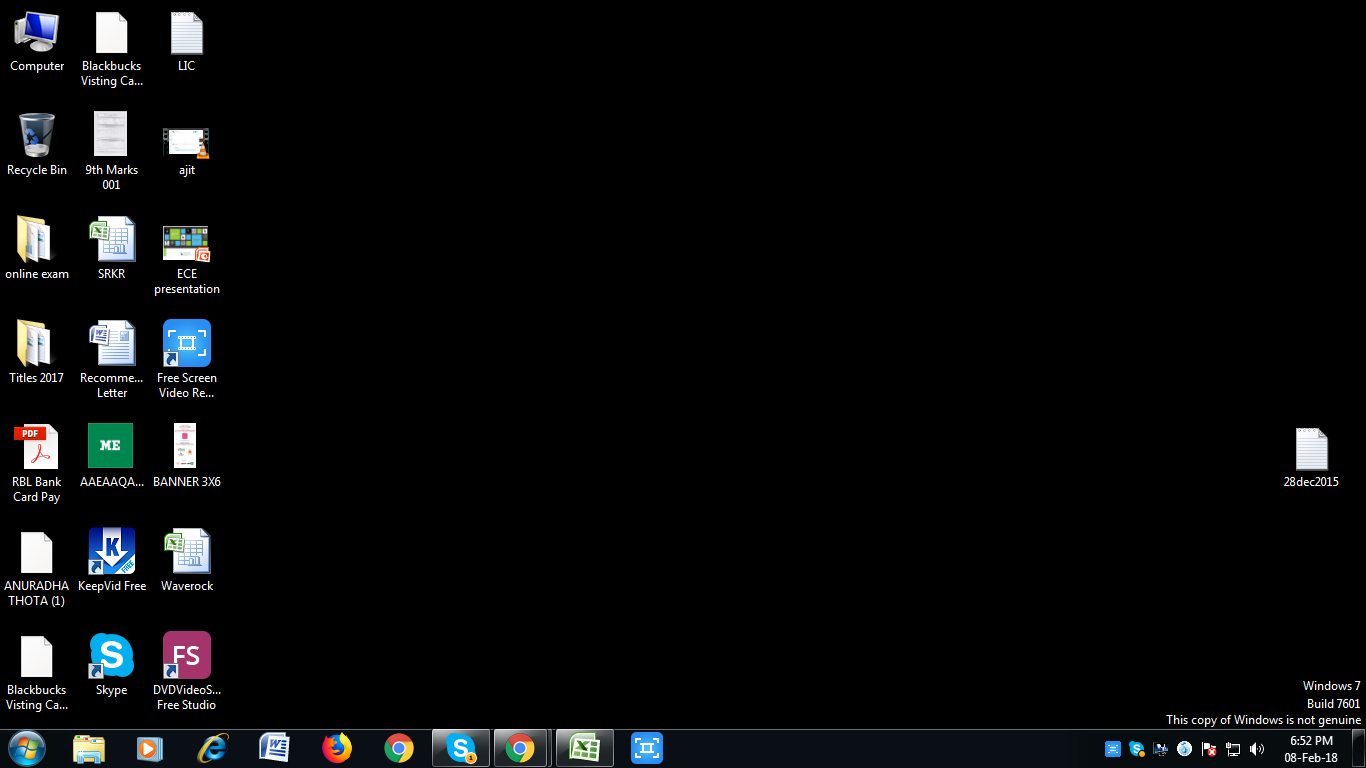 Computer
Blackbucks
Visting Ca...
LIC
Recycle Bin
9th Marks
001
ajit
online exam
SRKR
ECE
presentation
Titles 2017
Recomme...
Letter
Free Screen
Video Re...
PDF
RBL Bank
Card Pay
ME
AAEAAQA...
BANNER 3X6
28dec2015
ANURADHA
THOTA (1)
K
FREE
KeepVid Free
Waverock
Blackbucks
Visting Ca...
S
Skype
FS
DVDVideoS...
Free Studio
Windows 7
Build 7601
This copy of Windows is not genuine
6:52 PM
08-Feb-18